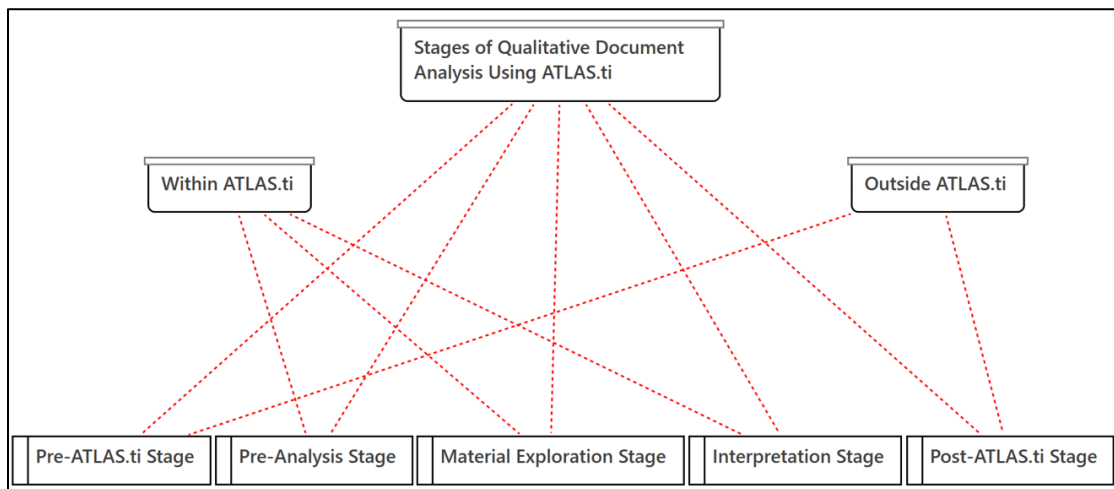 Stages of Qualitative Document
Analysis Using ATLAS.ti
Within ATLAS.ti
Outside ATLAS.ti
Pre-ATLAS.ti Stage
Pre-Analysis Stage
Material Exploration Stage
Interpretation Stage
Post-ATLAS.ti Stage